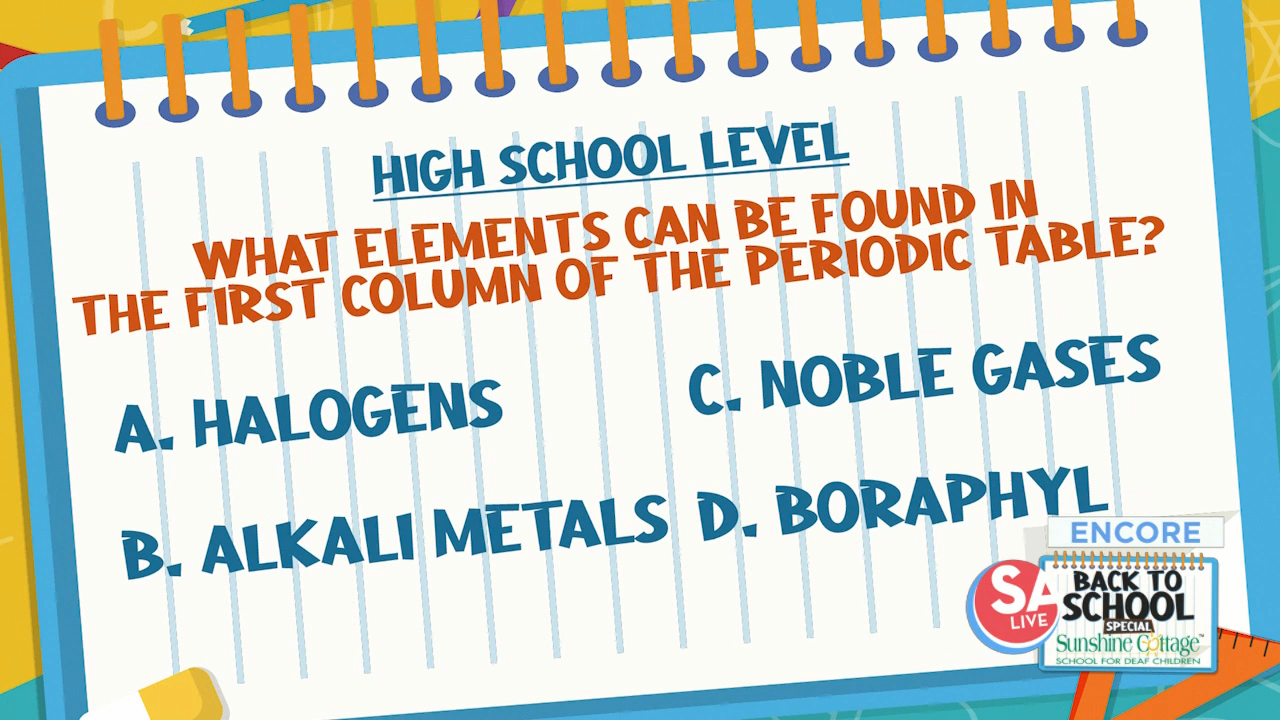 HIGH SCHOOL LEVEL
WHAT ELEMENTS CAN BE FOUND IN
THE FIRST COLUMN OF THE PERIODIC TABLE?
A. HALOGENS
C. NOBLE GASES
B. ALKALI METALS
D. BORAPHYL
ENCORE
SA
LIVE
BACK TO
SCHOOL
SPECIAL
Sunshine Cottage™
SCHOOL FOR DEAF CHILDREN